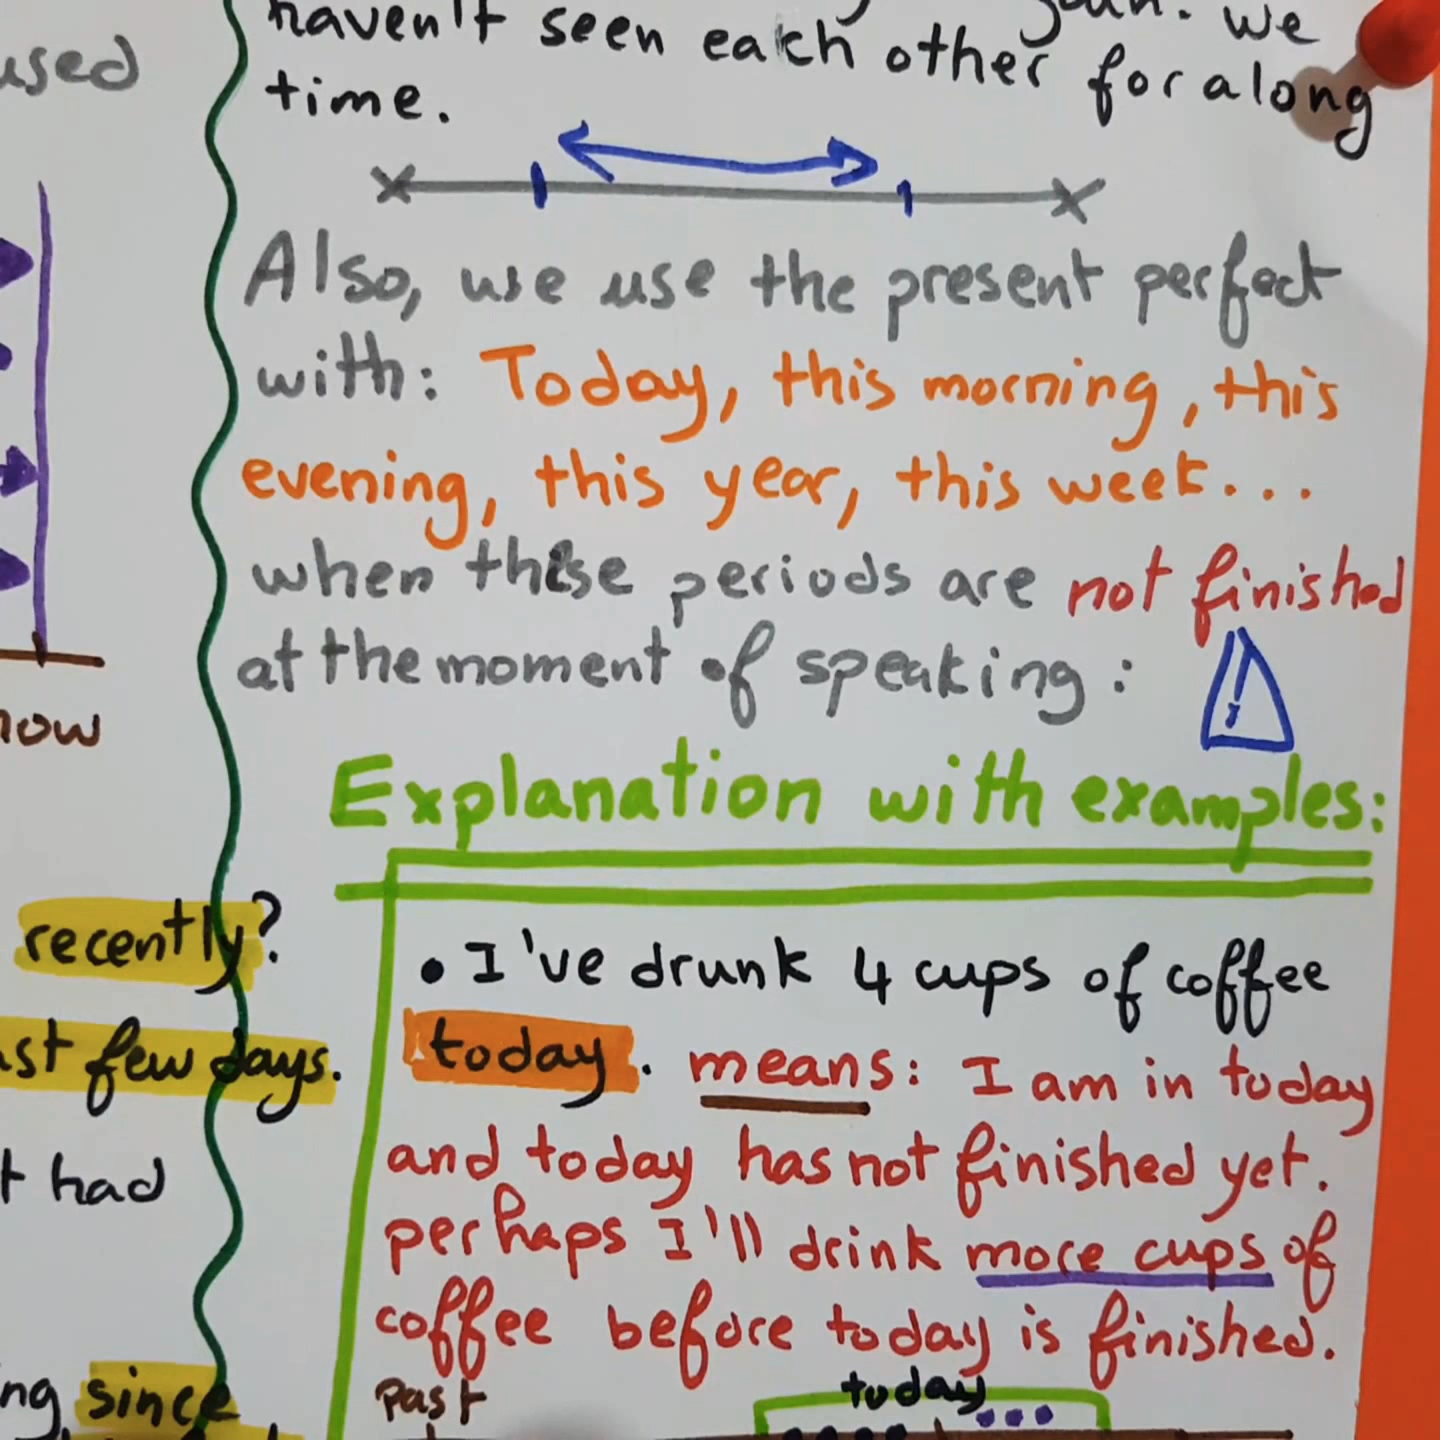 used
now
recently?
st few days.
t had
ng since
haven't seen each other for along
time.
Also, we use the present perfect
with: Today, this morning, this
evening, this year, this week...
when these periods are not finished
at the moment of speaking:
!
Explanation with examples:
• I've drunk 4 cups of coffee
today. means: I am in today
and today has not finished yet.
perhaps I'll drink more cups of
coffee before today is finished.
Past today